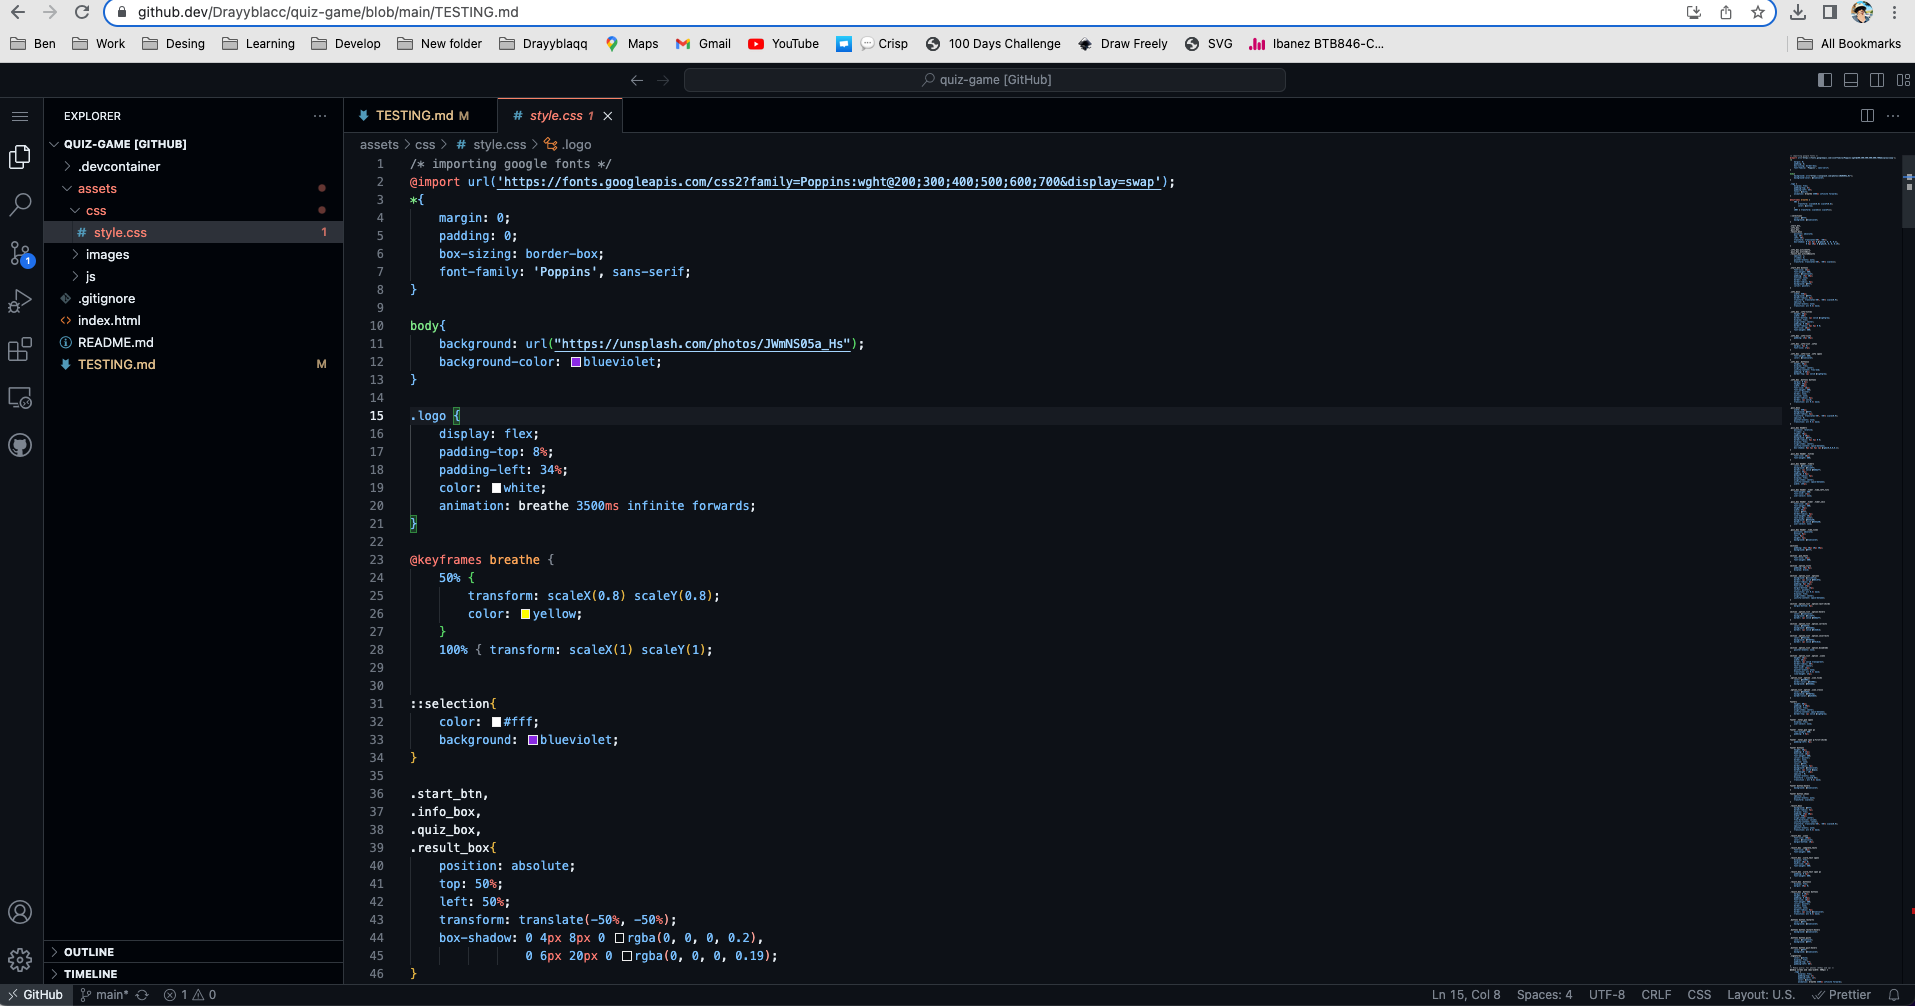 github.dev/Drayyblacc/quiz-game/blob/main/TESTING.md
Ben Work Desing Learning Develop New folder Drayyblaqq Maps Gmail YouTube Crisp 100 Days Challenge Draw Freely SVG Ibanez BTB846-C... All Bookmarks
quiz-game [GitHub]
EXPLORER
QUIZ-GAME [GITHUB]
.devcontainer
assets
css
# style.css 1
images
js
.gitignore
index.html
README.md
TESTING.md M
1
OUTLINE
TIMELINE
TESTING.md M # style.css 1
assets > css > # style.css > .logo
1 /* importing google fonts */
2 @import url('https://fonts.googleapis.com/css2?family=Poppins:wght@200;300;400;500;600;700&display=swap');
3 *{
4 margin: 0;
5 padding: 0;
6 box-sizing: border-box;
7 font-family: 'Poppins', sans-serif;
8 }
9
10 body{
11 background: url("https://unsplash.com/photos/JWmNS05a_Hs");
12 background-color: blueviolet;
13 }
14
15 .logo {
16 display: flex;
17 padding-top: 8%;
18 padding-left: 34%;
19 color: white;
20 animation: breathe 3500ms infinite forwards;
21 }
22
23 @keyframes breathe {
24 50% {
25 transform: scaleX(0.8) scaleY(0.8);
26 color: yellow;
27 }
28 100% { transform: scaleX(1) scaleY(1);
29
30
31 ::selection{
32 color: #fff;
33 background: blueviolet;
34 }
35
36 .start_btn,
37 .info_box,
38 .quiz_box,
39 .result_box{
40 position: absolute;
41 top: 50%;
42 left: 50%;
43 transform: translate(-50%, -50%);
44 box-shadow: 0 4px 8px 0 rgba(0, 0, 0, 0.2),
45 0 6px 20px 0 rgba(0, 0, 0, 0.19);
46 }
GitHub main* 1 0 Ln 15, Col 8 Spaces: 4 UTF-8 CRLF CSS Layout: U.S. Prettier